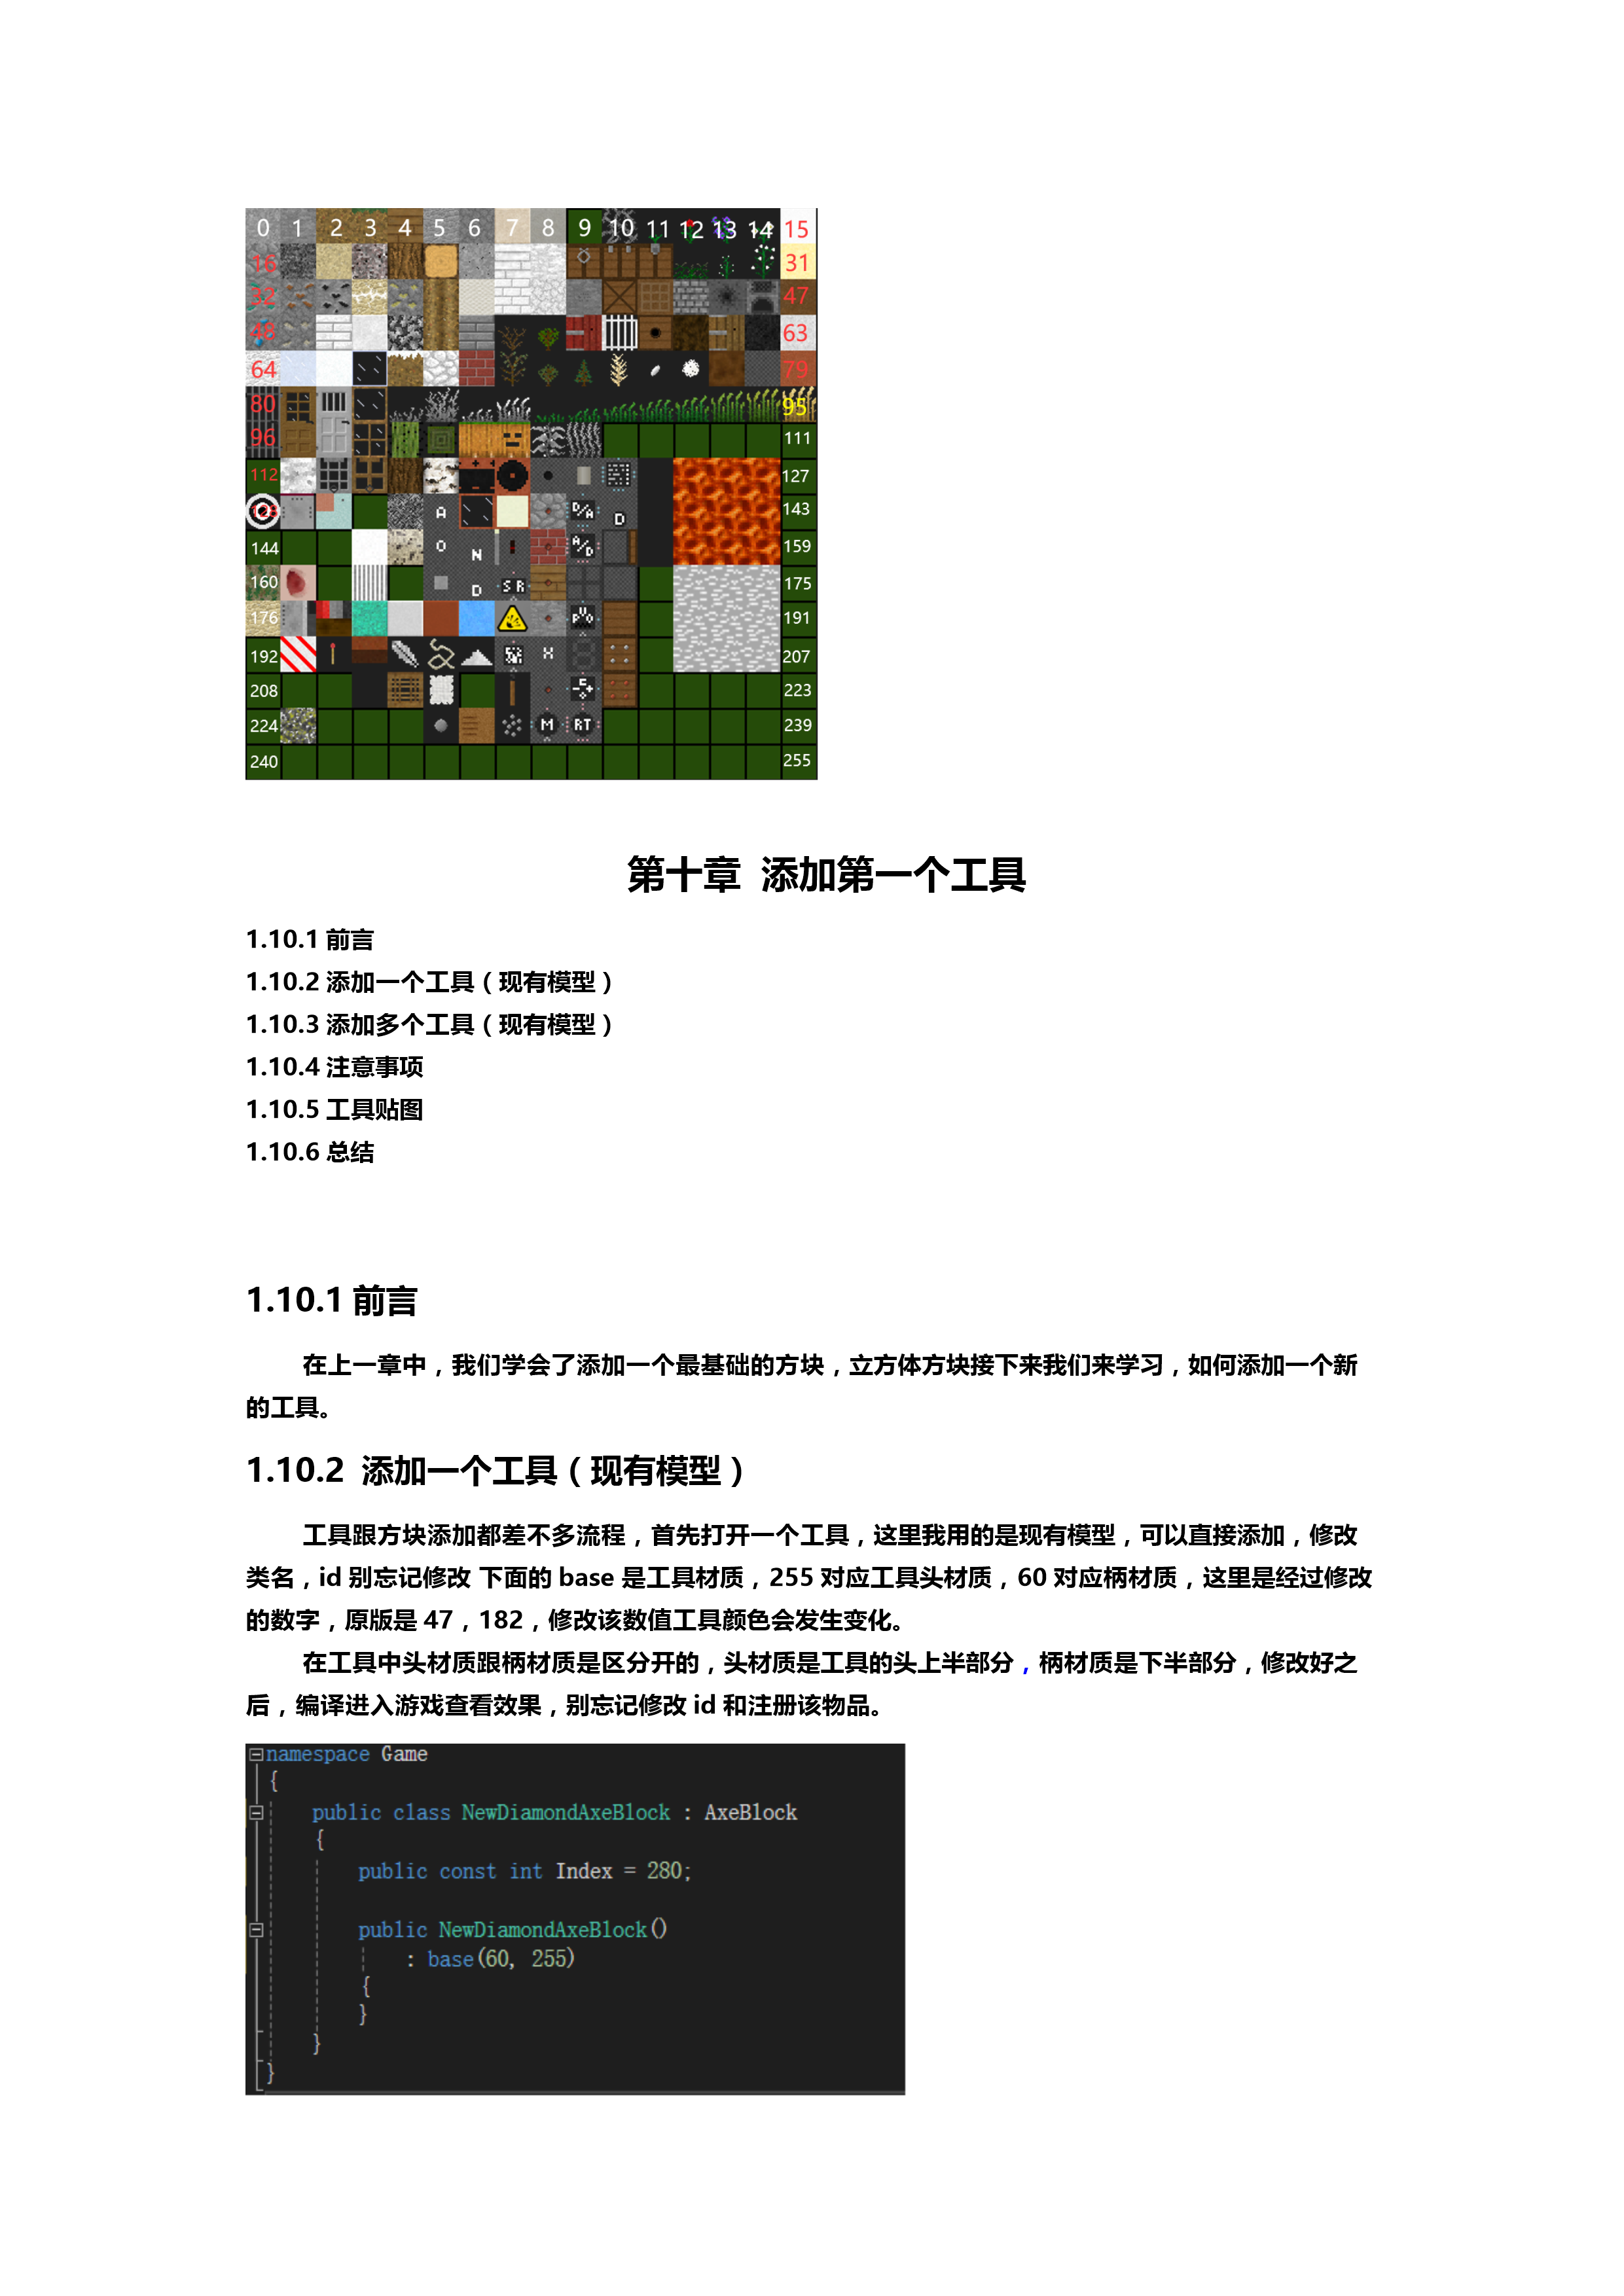 0 1 2 3 4 5 6 7 8 9 10 11 12 13 14 15
16 31
32 47
48 63
64 79
80 95
96 111
112 127
128 A D/A D 143
144 O N A/D 159
160 D S R 175
176 P U O 191
192 H 207
208 223
224 M RT 239
240 255
第十章 添加第一个工具
1.10.1 前言
1.10.2 添加一个工具（现有模型）
1.10.3 添加多个工具（现有模型）
1.10.4 注意事项
1.10.5 工具贴图
1.10.6 总结
1.10.1 前言
在上一章中，我们学会了添加一个最基础的方块，立方体方块接下来我们来学习，如何添加一个新
的工具。
1.10.2 添加一个工具（现有模型）
工具跟方块添加都差不多流程，首先打开一个工具，这里我用的是现有模型，可以直接添加，修改
类名，id 别忘记修改 下面的 base 是工具材质，255 对应工具头材质，60 对应柄材质，这里是经过修改
的数字，原版是 47，182，修改该数值工具颜色会发生变化。
在工具中头材质跟柄材质是区分开的，头材质是工具的头上半部分，柄材质是下半部分，修改好之
后，编译进入游戏查看效果，别忘记修改 id 和注册该物品。
namespace Game
{
public class NewDiamondAxeBlock : AxeBlock
{
public const int Index = 280;
public NewDiamondAxeBlock()
: base(60, 255)
{
}
}
}